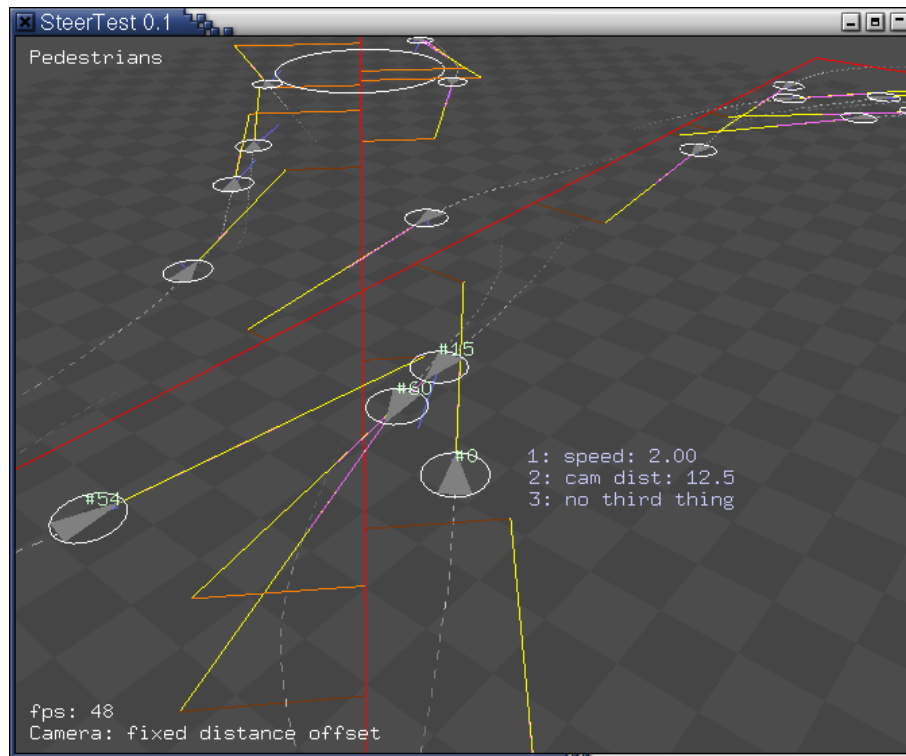 SteerTest 0.1
Pedestrians
#15
#60
#0
#54
1: speed: 2.00
2: cam dist: 12.5
3: no third thing
fps: 48
Camera: fixed distance offset